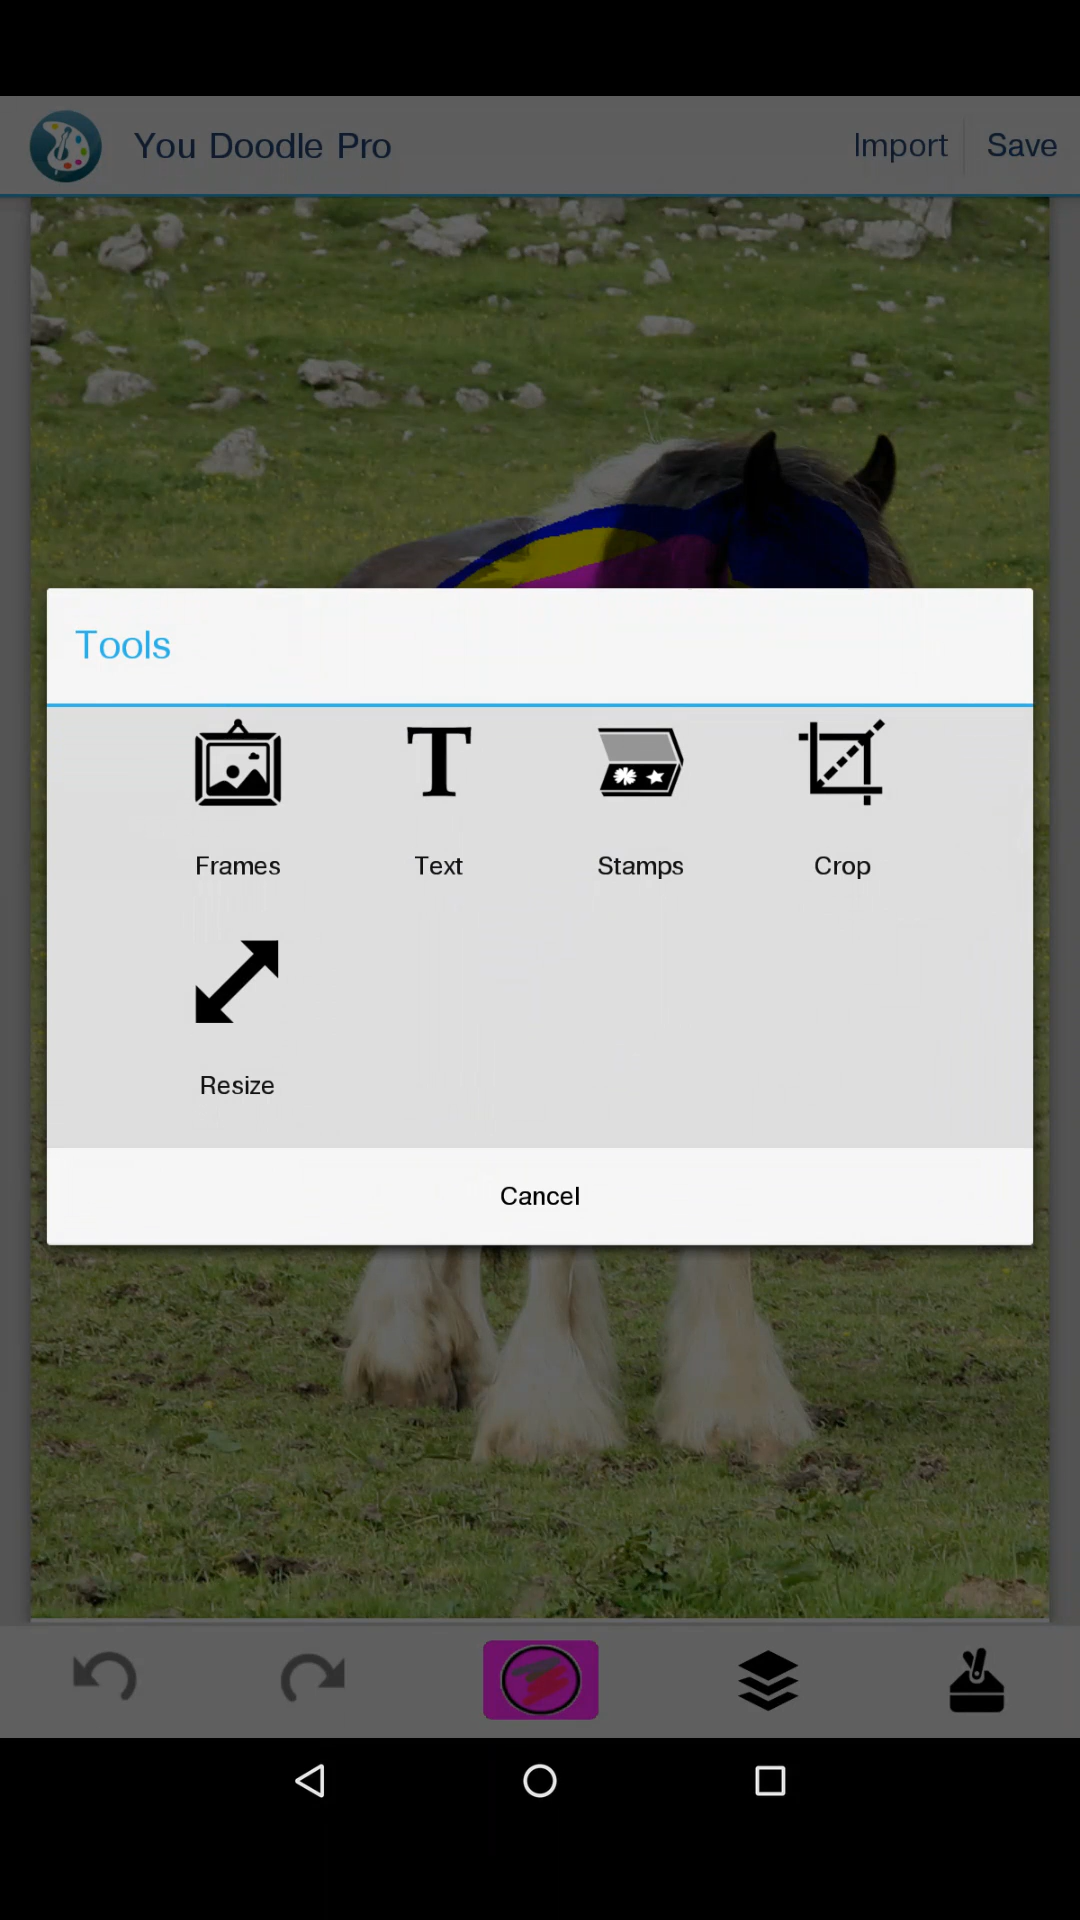 You Doodle Pro
Import
Save
Tools
Frames
Text
Stamps
Crop
Resize
Cancel